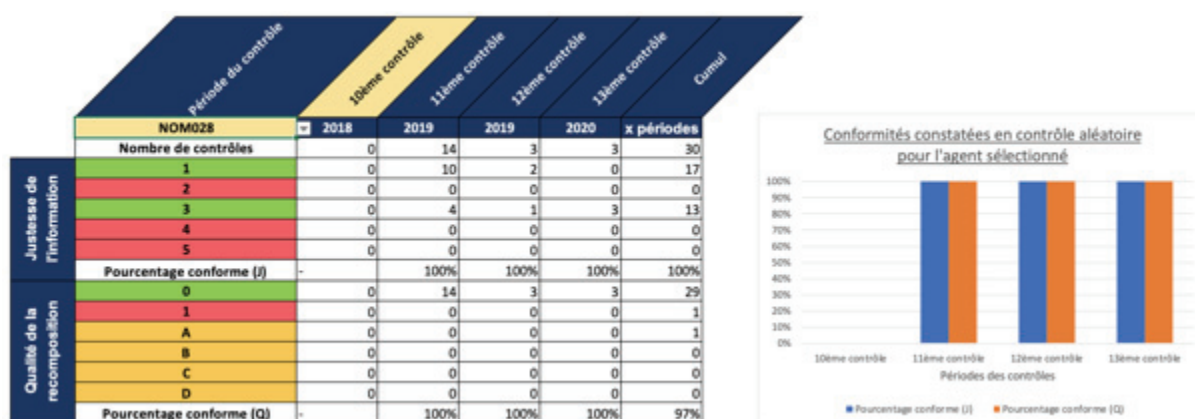 Période du contrôle 10ème contrôle 11ème contrôle 12ème contrôle 13ème contrôle Cumul
NOM028 2018 2019 2019 2020 x périodes
Nombre de contrôles 0 14 3 3 30
Justesse de
l'information
1 0 10 2 0 17
2 0 0 0 0 0
3 0 4 1 3 13
4 0 0 0 0 0
5 0 0 0 0 0
Pourcentage conforme (J) - 100% 100% 100% 100%
Qualité de la
recomposition
0 0 14 3 3 29
1 0 0 0 0 1
A 0 0 0 0 1
B 0 0 0 0 0
C 0 0 0 0 0
D 0 0 0 0 0
Pourcentage conforme (Q) - 100% 100% 100% 97%
Conformités constatées en contrôle aléatoire
pour l'agent sélectionné
100%
90%
80%
70%
60%
50%
40%
30%
20%
10%
0%
10ème contrôle 11ème contrôle 12ème contrôle 13ème contrôle
Périodes des contrôles
Pourcentage conforme (J) Pourcentage conforme (Q)